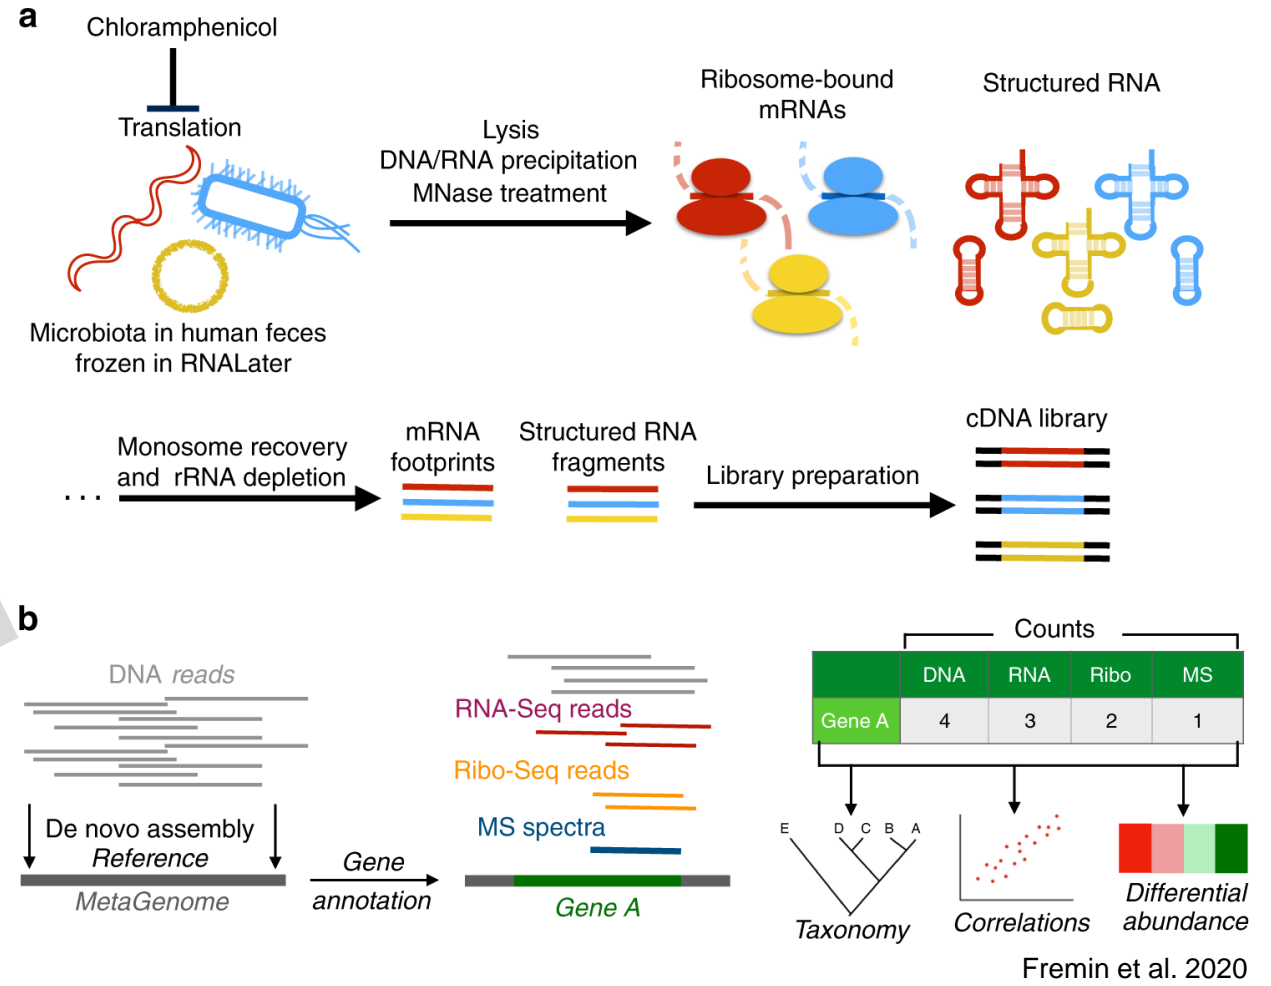 a
Chloramphenicol
Translation
Microbiota in human feces
frozen in RNALater
Lysis
DNA/RNA precipitation
MNase treatment
Ribosome-bound
mRNAs
Structured RNA
. . .
Monosome recovery
and rRNA depletion
mRNA
footprints
Structured RNA
fragments
Library preparation
cDNA library
b
DNA reads
De novo assembly
Reference
MetaGenome
Gene
annotation
RNA-Seq reads
Ribo-Seq reads
MS spectra
Gene A
Counts
DNA RNA Ribo MS
Gene A 4 3 2 1
E D C B A
Taxonomy
Correlations
Differential
abundance
Fremin et al. 2020